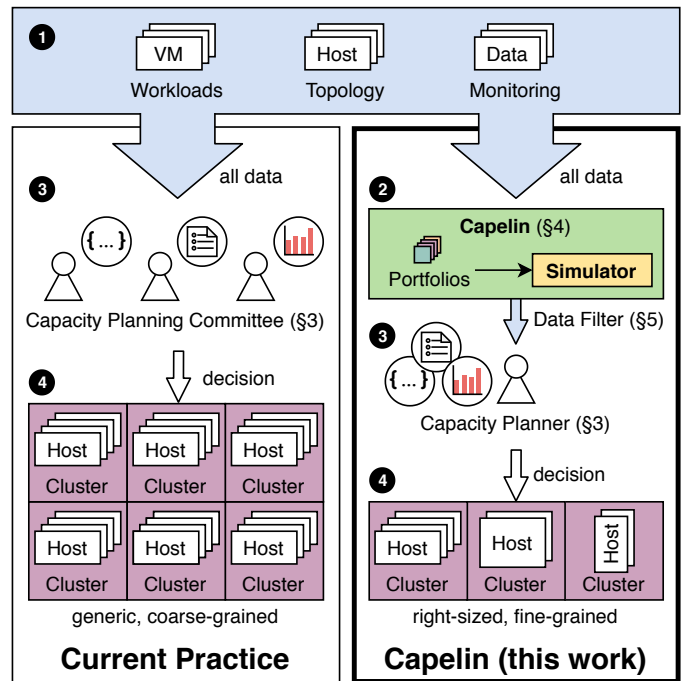 1
VM
Host
Data
Workloads
Topology
Monitoring
3
all data
{ ... }
Capacity Planning Committee (§3)
decision
4
Host
Cluster
Host
Cluster
Host
Cluster
Host
Cluster
Host
Cluster
Host
Cluster
generic, coarse-grained
Current Practice
all data
2
Capelin (§4)
Portfolios
Simulator
Data Filter (§5)
3
{ ... }
Capacity Planner (§3)
decision
4
Host
Cluster
Host
Cluster
Host
Cluster
right-sized, fine-grained
Capelin (this work)